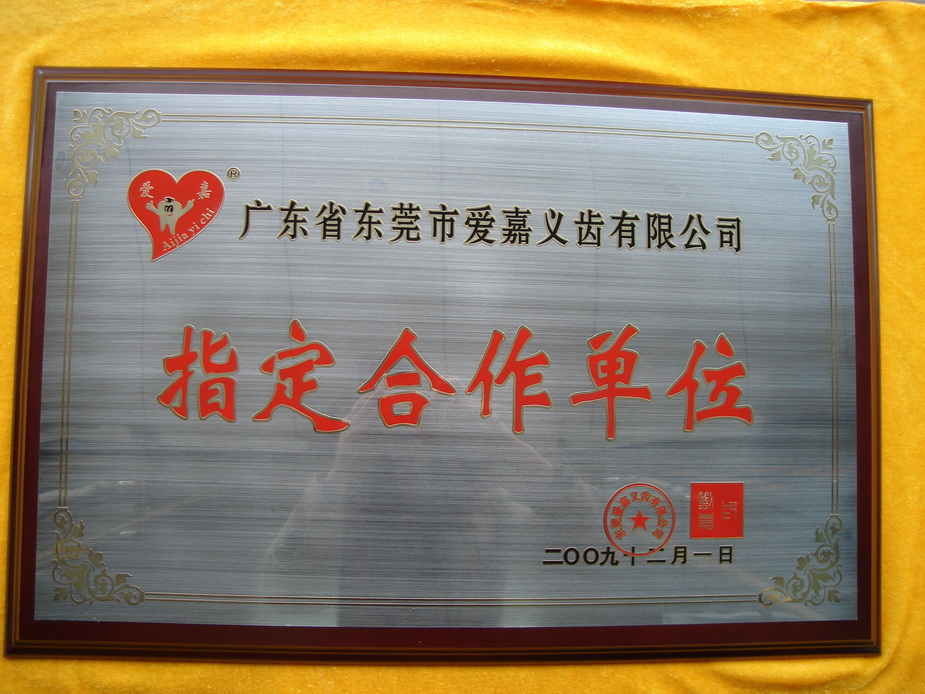 爱 嘉
Aijia yi chi
®
广东省东莞市爱嘉义齿有限公司
指定合作单位
二〇〇九十二月一日